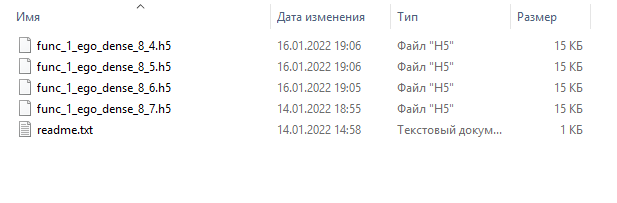 Имя Дата изменения Тип Размер
func_1_ego_dense_8_4.h5 16.01.2022 19:06 Файл "H5" 15 КБ
func_1_ego_dense_8_5.h5 16.01.2022 19:06 Файл "H5" 15 КБ
func_1_ego_dense_8_6.h5 16.01.2022 19:05 Файл "H5" 15 КБ
func_1_ego_dense_8_7.h5 14.01.2022 18:55 Файл "H5" 15 КБ
readme.txt 14.01.2022 14:58 Текстовый докум... 1 КБ